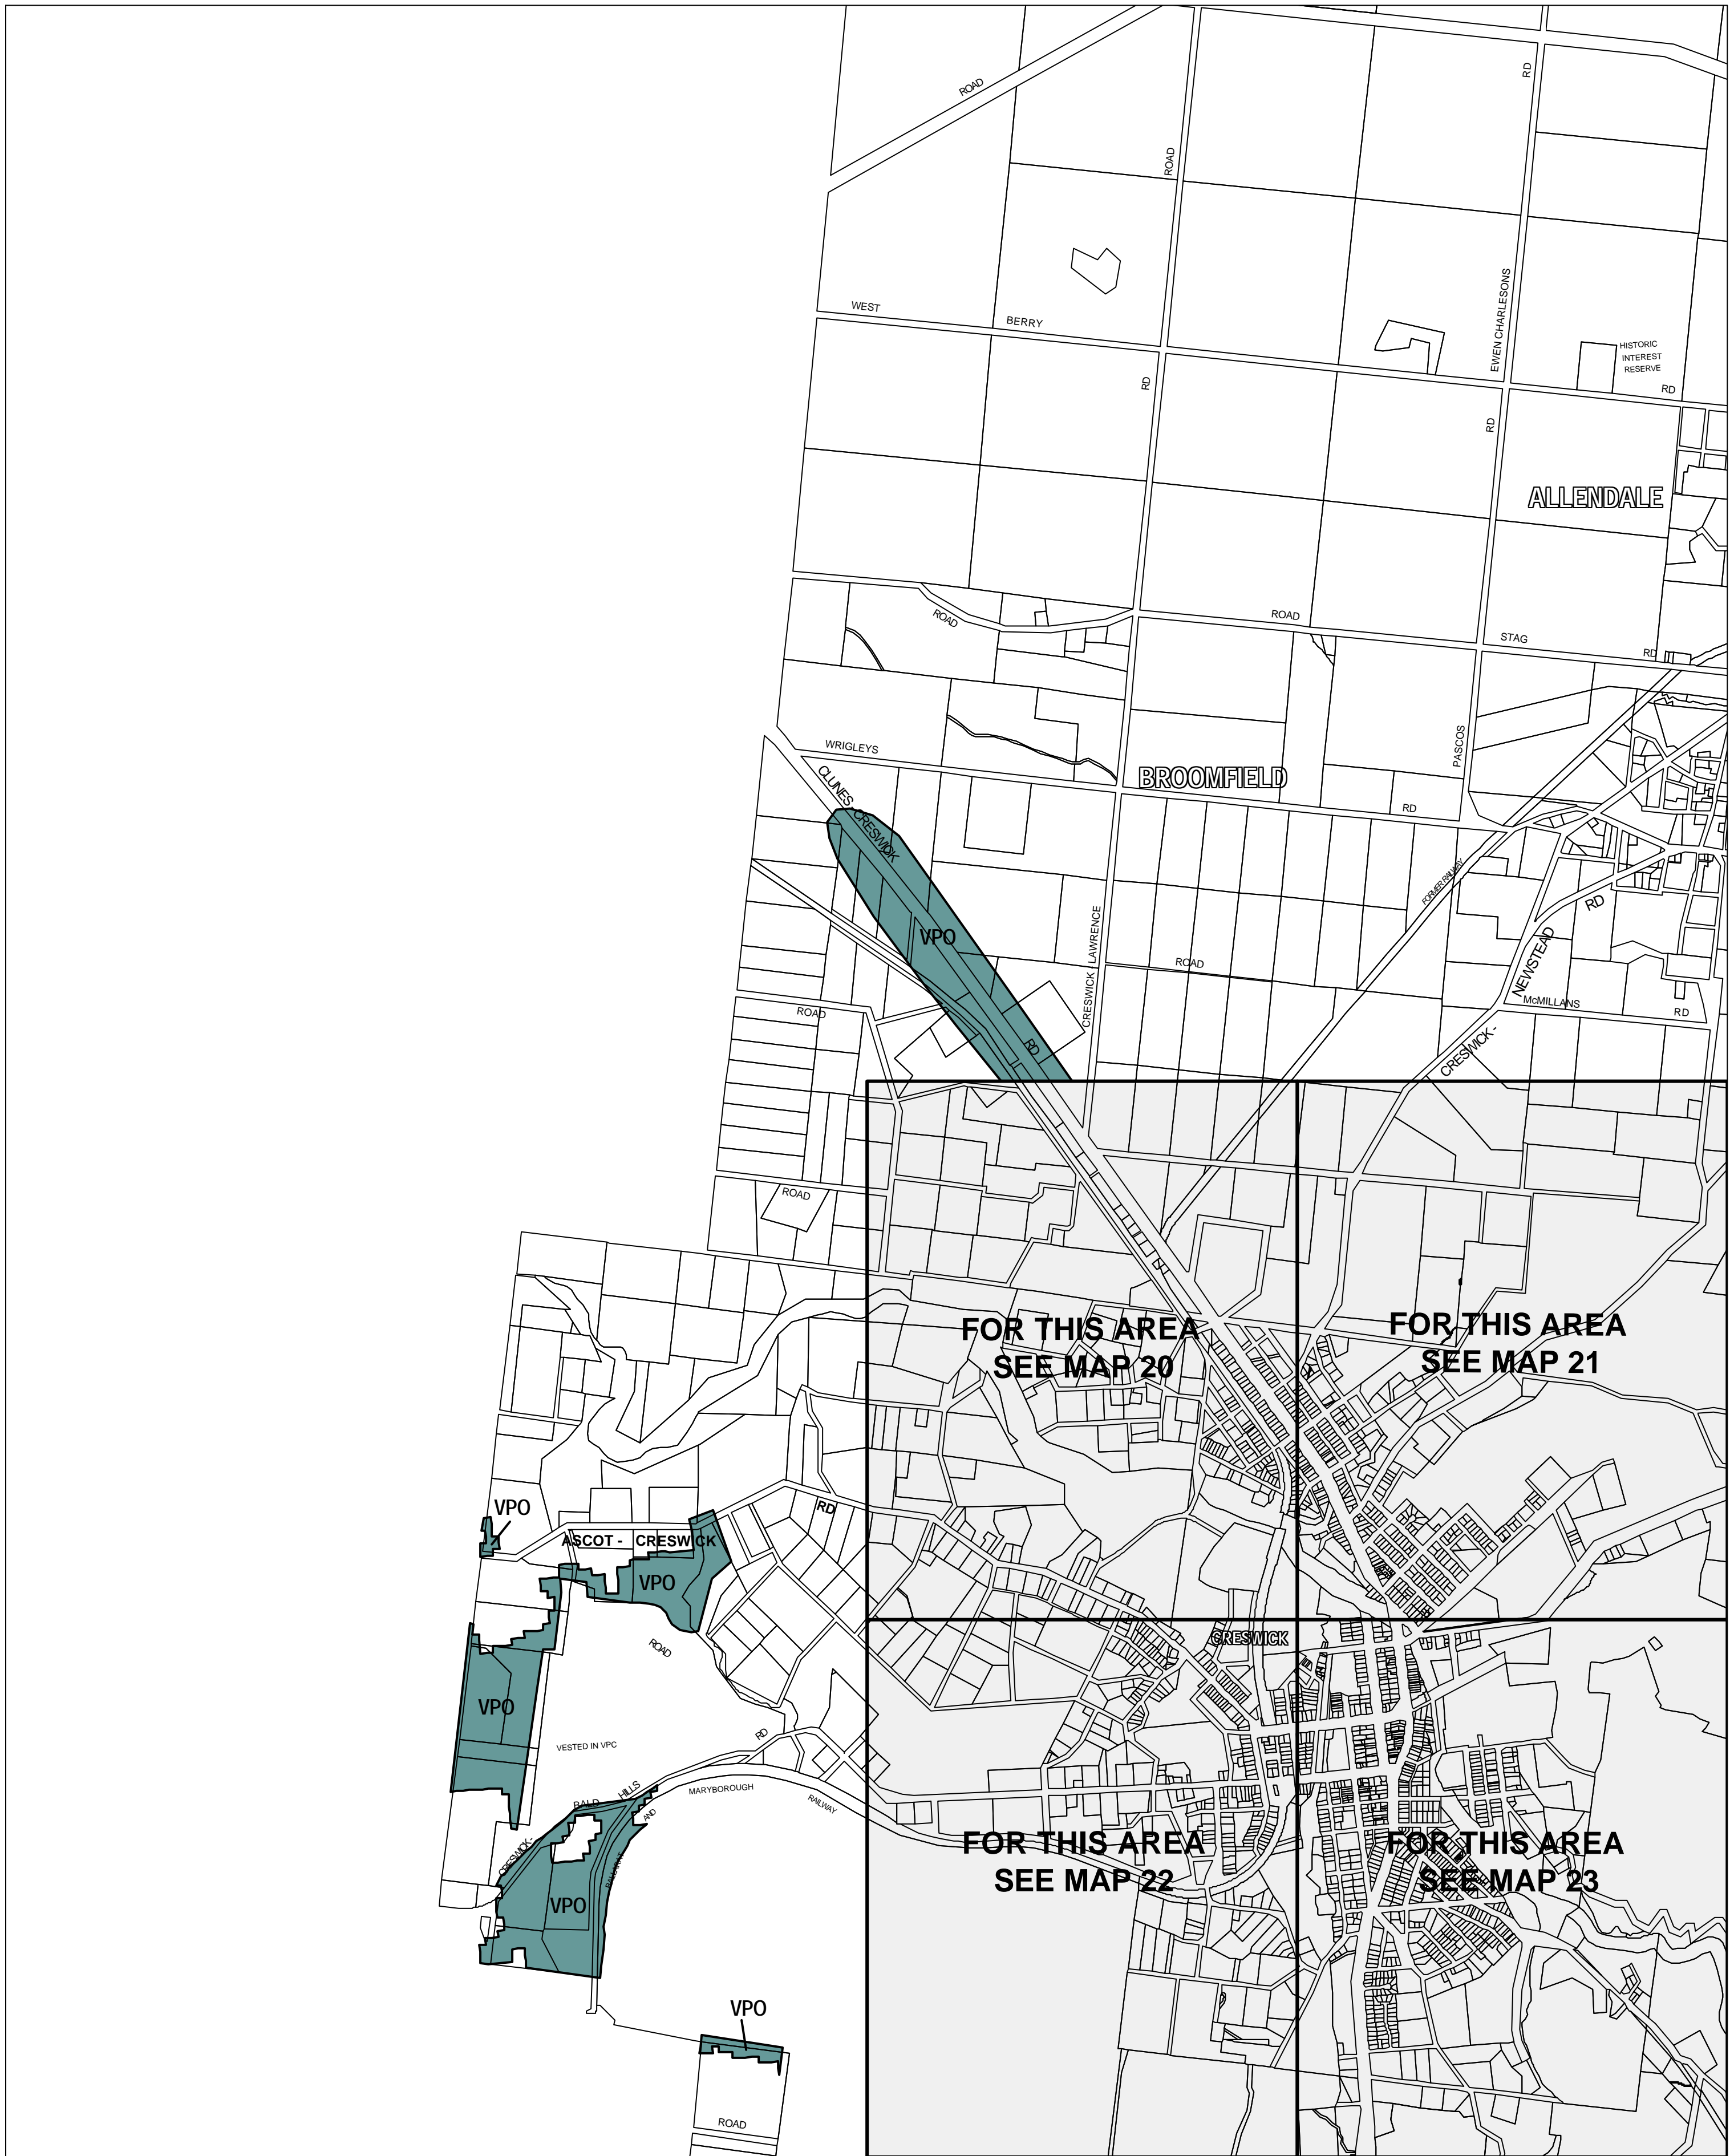 ROAD
RD
ROAD
EWEN CHARLESONS
WEST
BERRY
HISTORIC
INTEREST
RESERVE
RD
RD
RD
ALLENDALE
ROAD
ROAD
STAG
RD
WRIGLEYS
PASCOS
BROOMFIELD
CLUNES
CRESWICK
RD
FORMER RAILWAY
RD
VPO
CRESWICK LAWRENCE
ROAD
NEWSTEAD
McMILLANS
RD
ROAD
RD
CRESWICK -
ROAD
FOR THIS AREA
SEE MAP 20
FOR THIS AREA
SEE MAP 21
VPO
RD
ASCOT - CRESWICK
VPO
ROAD
CRESWICK
VPO
RD
VESTED IN VPC
HILLS
MARYBOROUGH
RAILWAY
BALD
AND
CRESWICK-
BALLARAT
FOR THIS AREA
SEE MAP 22
FOR THIS AREA
SEE MAP 23
VPO
VPO
ROAD